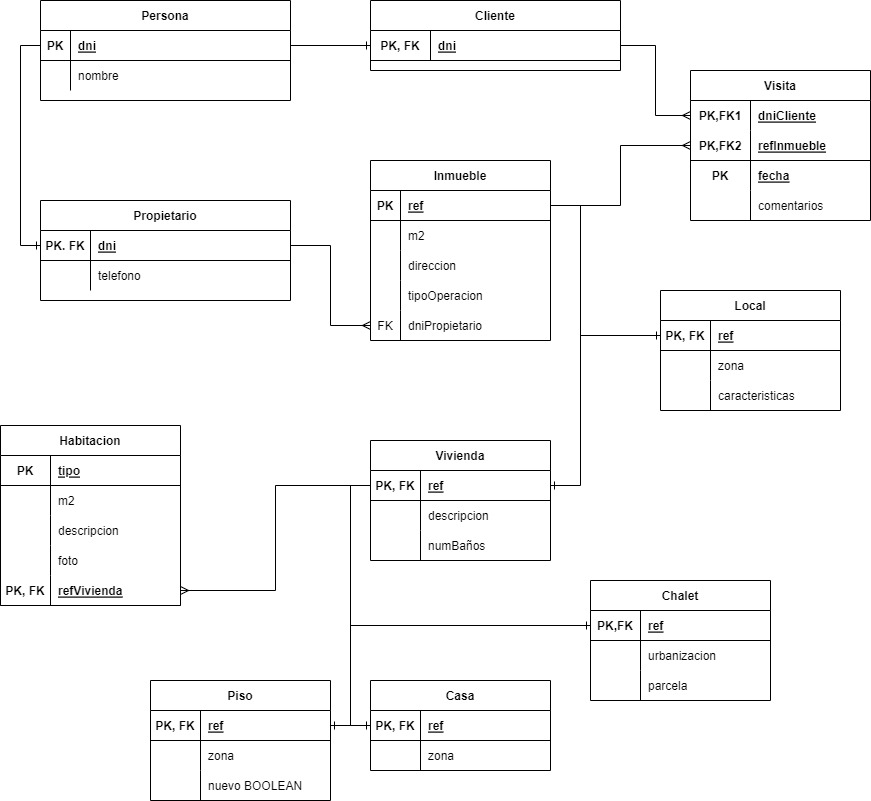 Persona
PK dni
nombre
Cliente
PK, FK dni
Visita
PK,FK1 dniCliente
PK,FK2 refInmueble
PK fecha
comentarios
Inmueble
PK ref
m2
direccion
tipoOperacion
FK dniPropietario
Propietario
PK. FK dni
telefono
Local
PK, FK ref
zona
caracteristicas
Habitacion
PK tipo
m2
descripcion
foto
PK, FK refVivienda
Vivienda
PK, FK ref
descripcion
numBaños
Chalet
PK,FK ref
urbanizacion
parcela
Piso
PK, FK ref
zona
nuevo BOOLEAN
Casa
PK, FK ref
zona